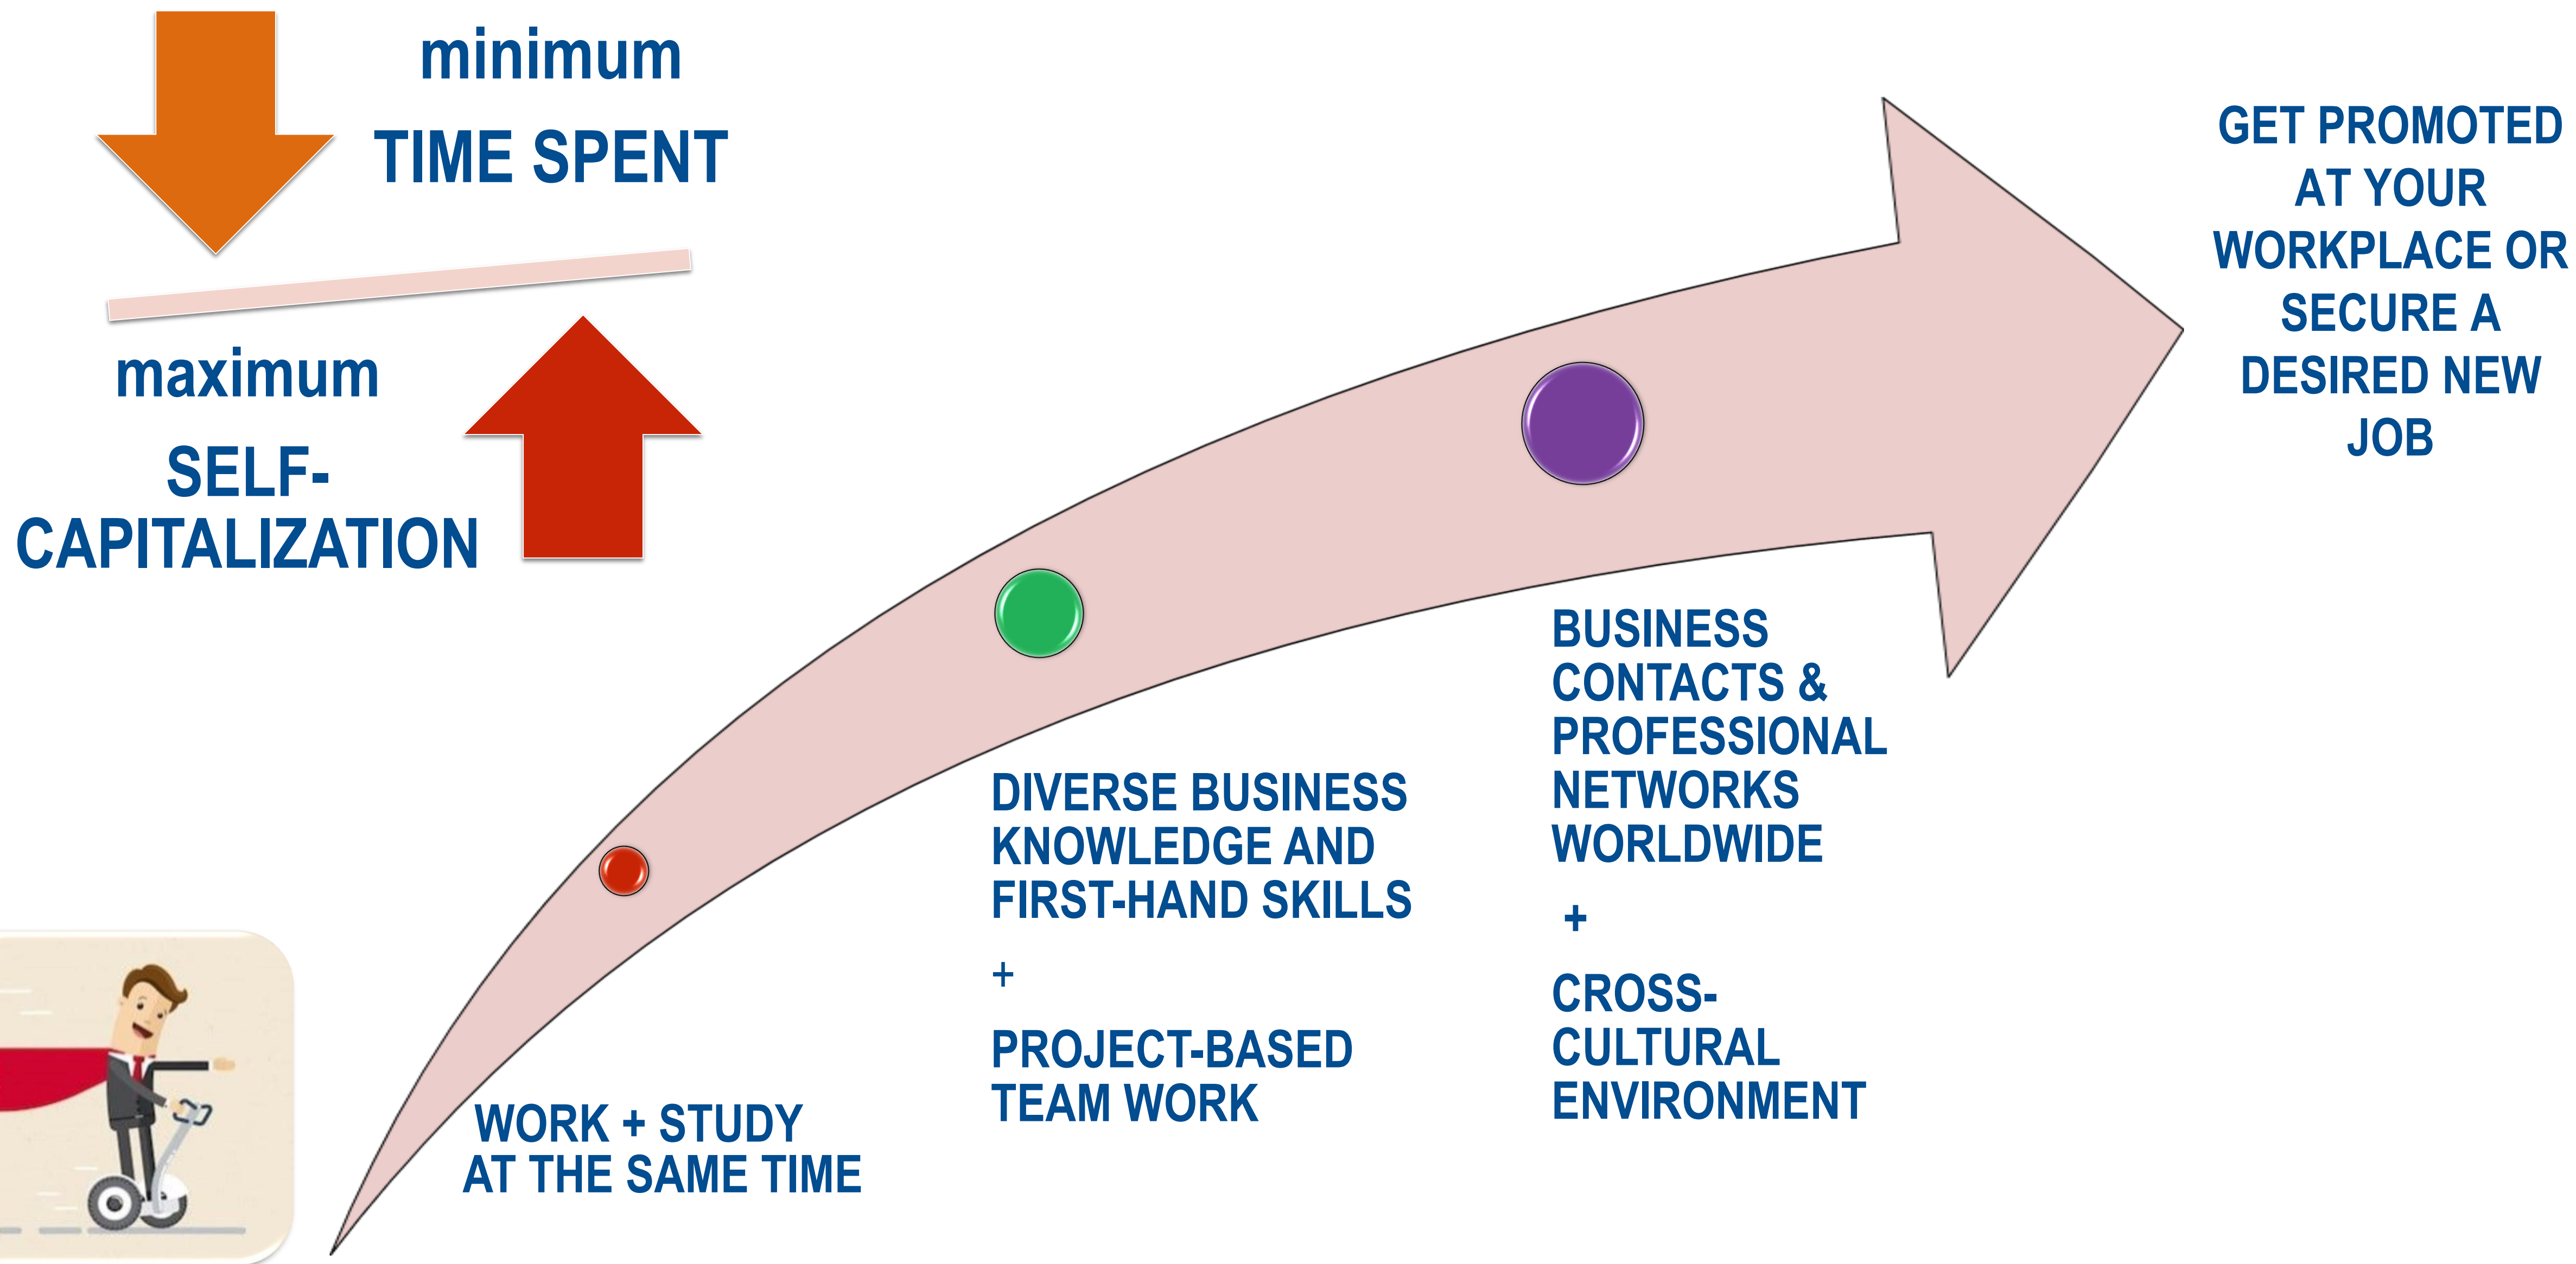 minimum
TIME SPENT
maximum
SELF-
CAPITALIZATION
WORK + STUDY
AT THE SAME TIME
DIVERSE BUSINESS
KNOWLEDGE AND
FIRST-HAND SKILLS
+
PROJECT-BASED
TEAM WORK
BUSINESS
CONTACTS &
PROFESSIONAL
NETWORKS
WORLDWIDE
+
CROSS-
CULTURAL
ENVIRONMENT
GET PROMOTED
AT YOUR
WORKPLACE OR
SECURE A
DESIRED NEW
JOB